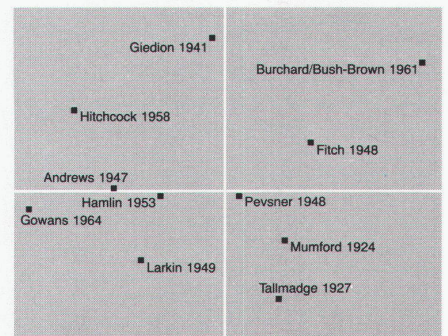 Giedion 1941
Burchard/Bush-Brown 1961
Hitchcock 1958
Fitch 1948
Andrews 1947
Hamlin 1953
Pevsner 1948
Gowans 1964
Mumford 1924
Larkin 1949
Tallmadge 1927